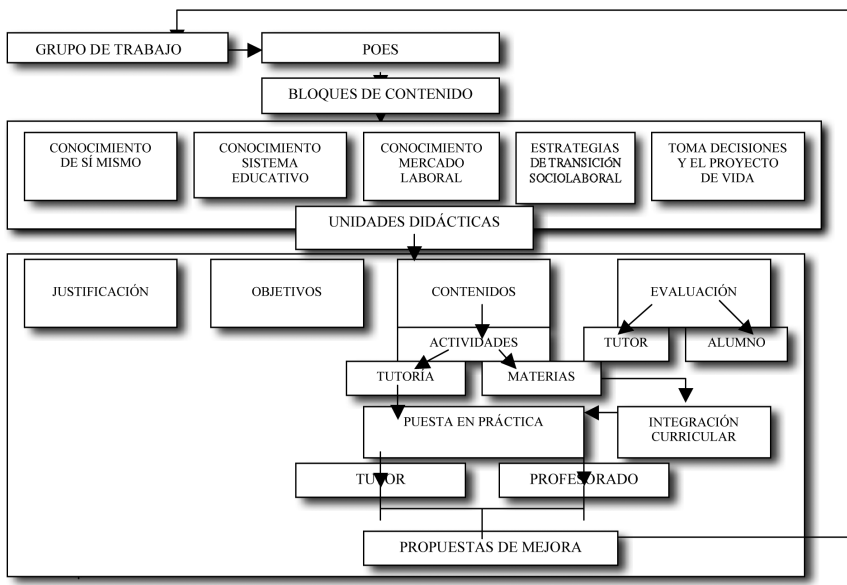 GRUPO DE TRABAJO
POES
BLOQUES DE CONTENIDO
CONOCIMIENTO
DE SÍ MISMO
CONOCIMIENTO
SISTEMA
EDUCATIVO
CONOCIMIENTO
MERCADO
LABORAL
ESTRATEGIAS
DE TRANSICIÓN
SOCIOLABORAL
TOMA DECISIONES
Y EL PROYECTO
DE VIDA
UNIDADES DIDÁCTICAS
JUSTIFICACIÓN
OBJETIVOS
CONTENIDOS
EVALUACIÓN
ACTIVIDADES
TUTOR
ALUMNO
TUTORÍA
MATERIAS
PUESTA EN PRÁCTICA
INTEGRACIÓN
CURRICULAR
TUTOR
PROFESORADO
PROPUESTAS DE MEJORA